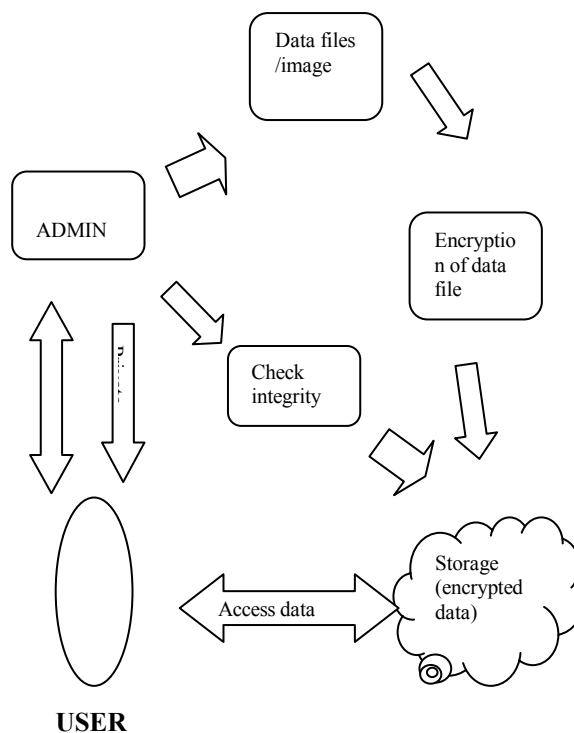 Data files
/image
ADMIN
Encryptio
n of data
file
Check
integrity
Storage
(encrypted
data)
Access data
USER